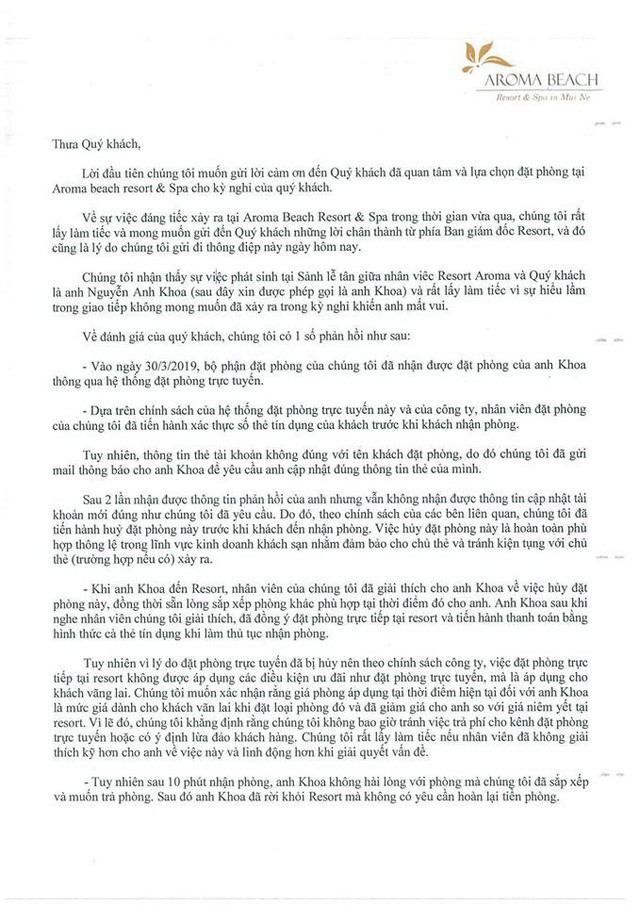 AROMA BEACH
Resort & Spa in Mui Ne
Thưa Quý khách,
Lời đầu tiên chúng tôi muốn gửi lời cảm ơn đến Quý khách đã quan tâm và lựa chọn đặt phòng tại
Aroma beach resort & Spa cho kỳ nghỉ của quý khách.
Về sự việc đáng tiếc xảy ra tại Aroma Beach Resort & Spa trong thời gian vừa qua, chúng tôi rất
lấy làm tiếc và mong muốn gửi đến Quý khách những lời chân thành từ phía Ban giám đốc Resort, và đó
cũng là lý do chúng tôi gửi đi thông điệp này ngày hôm nay.
Chúng tôi nhận thấy sự việc phát sinh tại Sảnh lễ tân giữa nhân viêc Resort Aroma và Quý khách
là anh Nguyễn Anh Khoa (sau đây xin được phép gọi là anh Khoa) và rất lấy làm tiếc vì sự hiểu lầm
trong giao tiếp không mong muốn đã xảy ra trong kỳ nghỉ khiến anh mất vui.
Về đánh giá của quý khách, chúng tôi có 1 số phản hồi như sau:
- Vào ngày 30/3/2019, bộ phận đặt phòng của chúng tôi đã nhận được đặt phòng của anh Khoa
thông qua hệ thống đặt phòng trực tuyến.
- Dựa trên chính sách của hệ thống đặt phòng trực tuyến này và của công ty, nhân viên đặt phòng
của chúng tôi đã tiến hành xác thực số thẻ tín dụng của khách trước khi khách nhận phòng.
Tuy nhiên, thông tin thẻ tài khoản không đúng với tên khách đặt phòng, do đó chúng tôi đã gửi
mail thông báo cho anh Khoa để yêu cầu anh cập nhật đúng thông tin thẻ của mình.
Sau 2 lần nhận được thông tin phản hồi của anh nhưng vẫn không nhận được thông tin cập nhật tài
khoản mới đúng như chúng tôi đã yêu cầu. Do đó, theo chính sách của các bên liên quan, chúng tôi đã
tiến hành huỷ đặt phòng này trước khi khách đến nhận phòng. Việc hủy đặt phòng này là hoàn toàn phù
hợp thông lệ trong lĩnh vực kinh doanh khách sạn nhằm đảm bảo cho chủ thẻ và tránh kiện tụng với chủ
thẻ (trường hợp nếu có) xảy ra.
- Khi anh Khoa đến Resort, nhân viên của chúng tôi đã giải thích cho anh Khoa về việc hủy đặt
phòng này, đồng thời sẵn lòng sắp xếp phòng khác phù hợp tại thời điểm đó cho anh. Anh Khoa sau khi
nghe nhân viên chúng tôi giải thích, đã đồng ý đặt phòng trực tiếp tại resort và tiến hành thanh toán bằng
hình thức cà thẻ tín dụng khi làm thủ tục nhận phòng.
Tuy nhiên vì lý do đặt phòng trực tuyến đã bị hủy nên theo chính sách công ty, việc đặt phòng trực
tiếp tại resort không được áp dụng các điều kiện ưu đãi như đặt phòng trực tuyến, mà là áp dụng cho
khách vãng lai. Chúng tôi muốn xác nhận rằng giá phòng áp dụng tại thời điểm hiện tại đối với anh Khoa
là mức giá dành cho khách vãn lai khi đặt loại phòng đó và đã giảm giá cho anh so với giá niêm yết tại
resort. Vì lẽ đó, chúng tôi khẳng định rằng chúng tôi không bao giờ tránh việc trả phí cho kênh đặt phòng
trực tuyến hoặc có ý định lừa đảo khách hàng. Chúng tôi rất lấy làm tiếc nếu nhân viên đã không giải
thích kỹ hơn cho anh về việc này và linh động hơn khi giải quyết vấn đề.
- Tuy nhiên sau 10 phút nhận phòng, anh Khoa không hài lòng với phòng mà chúng tôi đã sắp xếp
và muốn trả phòng. Sau đó anh Khoa đã rời khỏi Resort mà không có yêu cần hoàn lại tiền phòng.